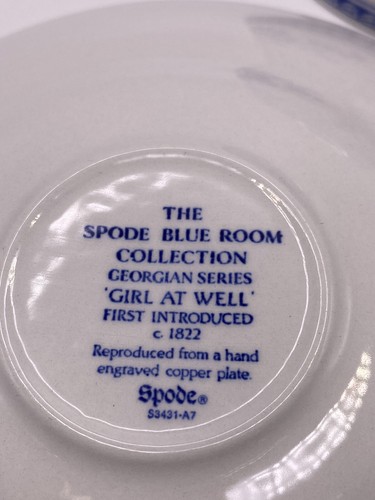 THE
SPODE BLUE ROOM
COLLECTION
GEORGIAN SERIES
'GIRL AT WELL'
FIRST INTRODUCED
c. 1822
Reproduced from a hand
engraved copper plate.
Spode®
S3431-A7